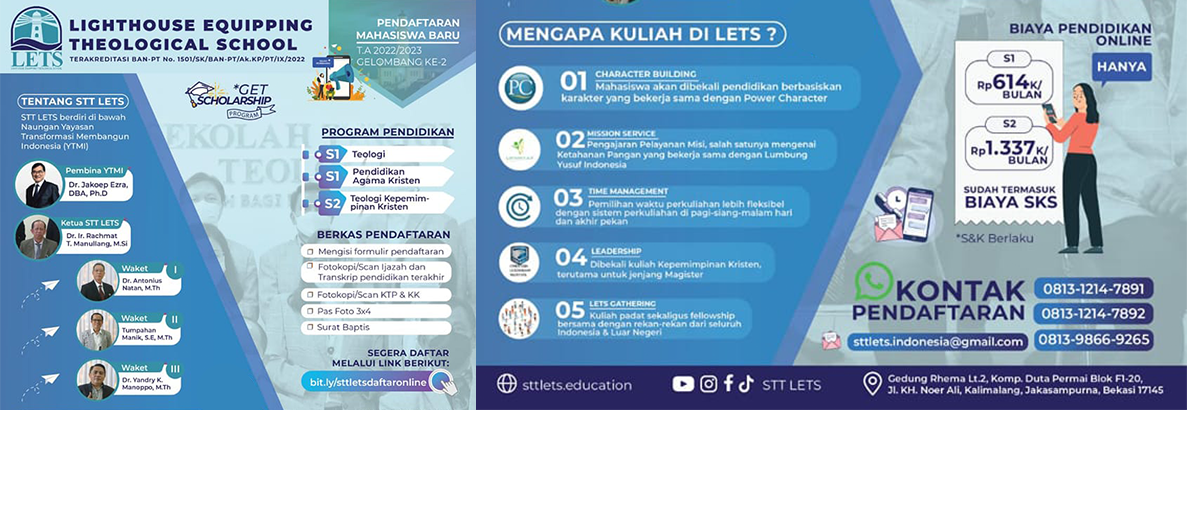 LETS
LIGHTHOUSE EQUIPPING
THEOLOGICAL SCHOOL
TERAKREDITASI BAN-PT No. 1501/SK/BAN-PT/Ak.KP/PT/IX/2022
PENDAFTARAN
MAHASISWA BARU
T.A 2022/2023
GELOMBANG KE-2
TENTANG STT LETS
STT LETS berdiri di bawah
Naungan Yayasan
Transformasi Membangun
Indonesia (YTMI)
*GET
SCHOLARSHIP
PROGRAM
Pembina YTMI
Dr. Jakoep Ezra,
DBA, Ph.D
Ketua STT LETS
Dr. Ir. Rachmat
T. Manullang, M.Si
Waket I
Dr. Antonius
Natan, M.Th
Waket II
Tumpahan
Manik, S.E, M.Th
Waket III
Dr. Yandry K.
Manoppo, M.Th
PROGRAM PENDIDIKAN
S1 Teologi
S1 Pendidikan
Agama Kristen
S2 Teologi Kepemim-
pinan Kristen
BERKAS PENDAFTARAN
Mengisi formulir pendaftaran
Fotokopi/Scan Ijazah dan
Transkrip pendidikan terakhir
Fotokopi/Scan KTP & KK
Pas Foto 3x4
Surat Baptis
SEGERA DAFTAR
MELALUI LINK BERIKUT:
bit.ly/sttletsdaftaronline
MENGAPA KULIAH DI LETS ?
PC
01 CHARACTER BUILDING
Mahasiswa akan dibekali pendidikan berbasiskan
karakter yang bekerja sama dengan Power Character
02 MISSION SERVICE
Pengajaran Pelayanan Misi, salah satunya mengenai
Ketahanan Pangan yang bekerja sama dengan Lumbung
Yusuf Indonesia
03 TIME MANAGEMENT
Pemilihan waktu perkuliahan lebih fleksibel
dengan sistem perkuliahan di pagi-siang-malam hari
dan akhir pekan
04 LEADERSHIP
Dibekali kuliah Kepemimpinan Kristen,
terutama untuk jenjang Magister
05 LETS GATHERING
Kuliah padat sekaligus fellowship
bersama dengan rekan-rekan dari seluruh
Indonesia & Luar Negeri
BIAYA PENDIDIKAN
ONLINE
HANYA
S1
Rp614K/
BULAN
S2
Rp1.337K/
BULAN
SUDAH TERMASUK
BIAYA SKS
*S&K Berlaku
KONTAK
PENDAFTARAN
0813-1214-7891
0813-1214-7892
0813-9866-9265
sttlets.indonesia@gmail.com
sttlets.education
STT LETS
Gedung Rhema Lt.2, Komp. Duta Permai Blok F1-20,
Jl. KH. Noer Ali, Kalimalang, Jakasampurna, Bekasi 17145